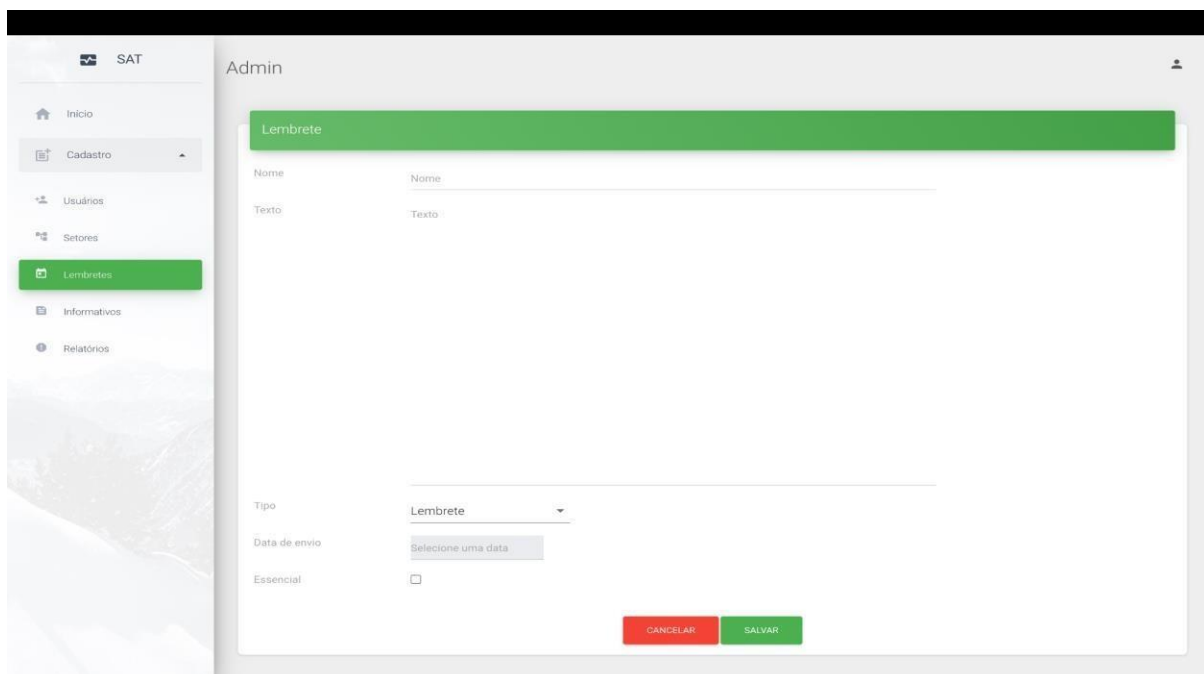 SAT
Início
Cadastro
Usuários
Setores
Lembretes
Informativos
Relatórios
Admin
Lembrete
Nome
Nome
Texto
Texto
Tipo
Lembrete
Data de envio
Selecione uma data
Essencial
CANCELAR
SALVAR